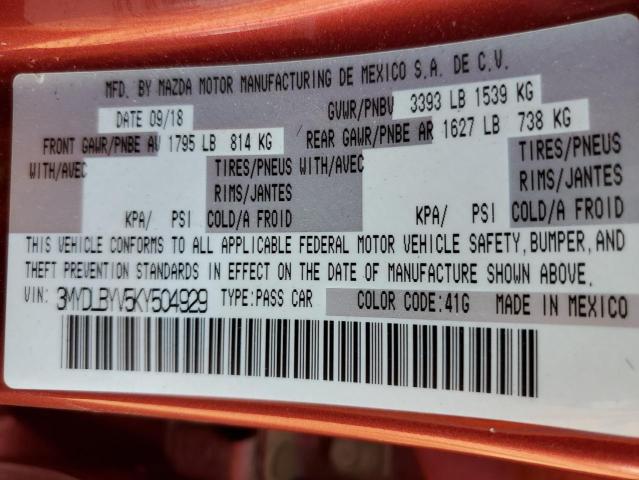 MFD. BY MAZDA MOTOR MANUFACTURING DE MEXICO S.A. DE C.V.
DATE 09/18 GVWR/PNBV 3393 LB 1539 KG
FRONT GAWR/PNBE AV 1795 LB 814 KG REAR GAWR/PNBE AR 1627 LB 738 KG
WITH/AVEC TIRES/PNEUS WITH/AVEC TIRES/PNEUS
RIMS/JANTES RIMS/JANTES
KPA/ PSI COLD/A FROID KPA/ PSI COLD/A FROID
THIS VEHICLE CONFORMS TO ALL APPLICABLE FEDERAL MOTOR VEHICLE SAFETY, BUMPER, AND
THEFT PREVENTION STANDARDS IN EFFECT ON THE DATE OF MANUFACTURE SHOWN ABOVE.
VIN: 3MYDLBYV5KY504929 TYPE:PASS CAR COLOR CODE:41G MADE IN MEXICO